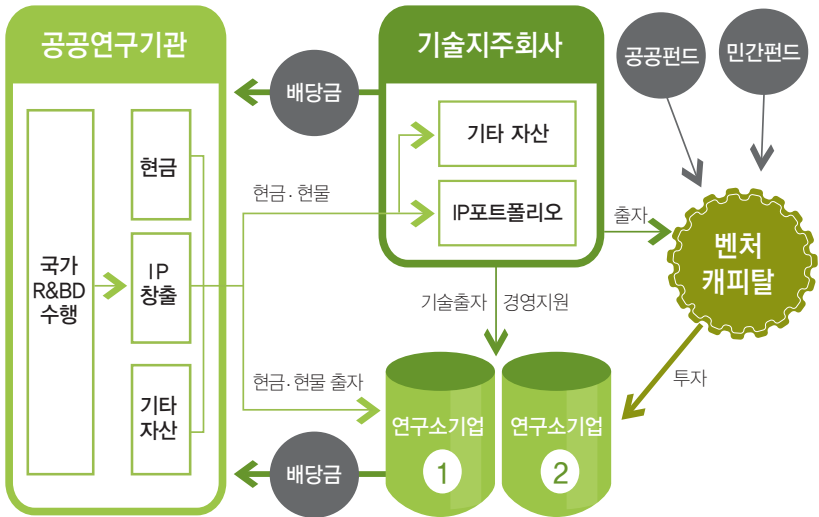 공공연구기관
국가
R&BD
수행
현금
IP
창출
기타
자산
배당금
현금·현물
현금·현물 출자
배당금
기술지주회사
기타 자산
IP포트폴리오
기술출자
경영지원
연구소기업
1
연구소기업
2
공공펀드
민간펀드
출자
벤처
캐피탈
투자